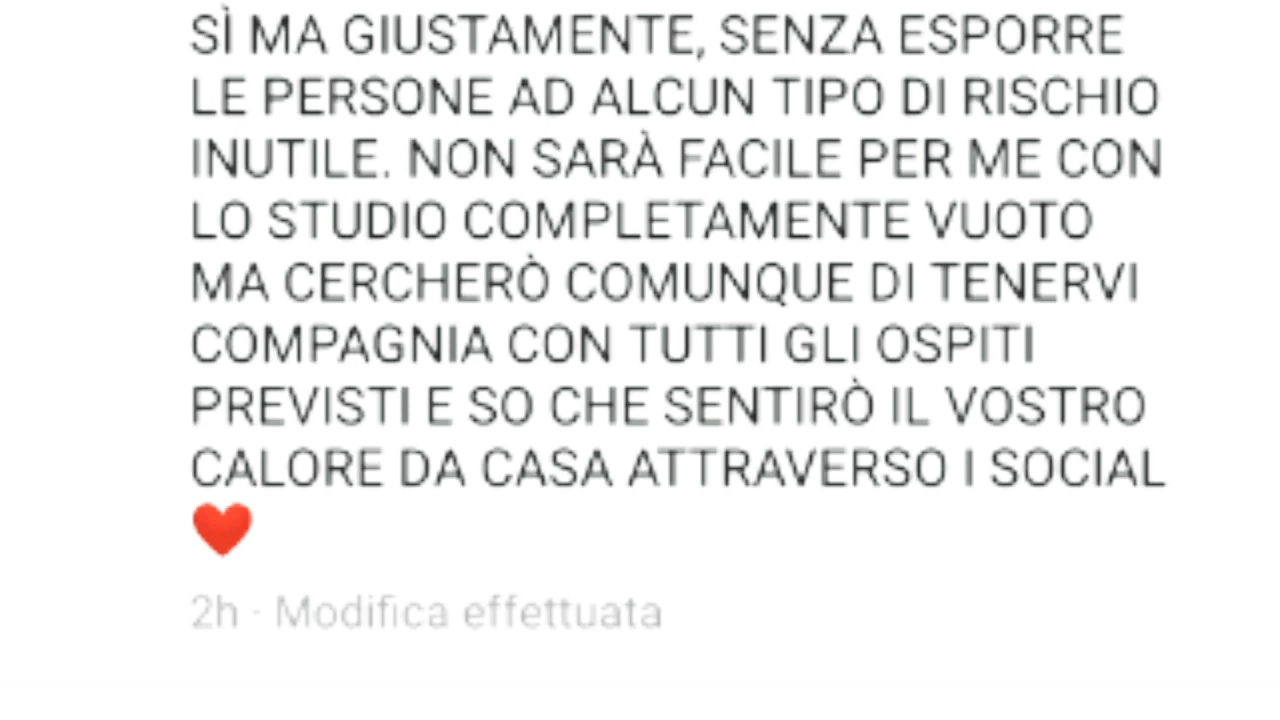 SÌ MA GIUSTAMENTE, SENZA ESPORRE
LE PERSONE AD ALCUN TIPO DI RISCHIO
INUTILE. NON SARÀ FACILE PER ME CON
LO STUDIO COMPLETAMENTE VUOTO
MA CERCHERÒ COMUNQUE DI TENERVI
COMPAGNIA CON TUTTI GLI OSPITI
PREVISTI E SO CHE SENTIRÒ IL VOSTRO
CALORE DA CASA ATTRAVERSO I SOCIAL
❤️
2h · Modifica effettuata